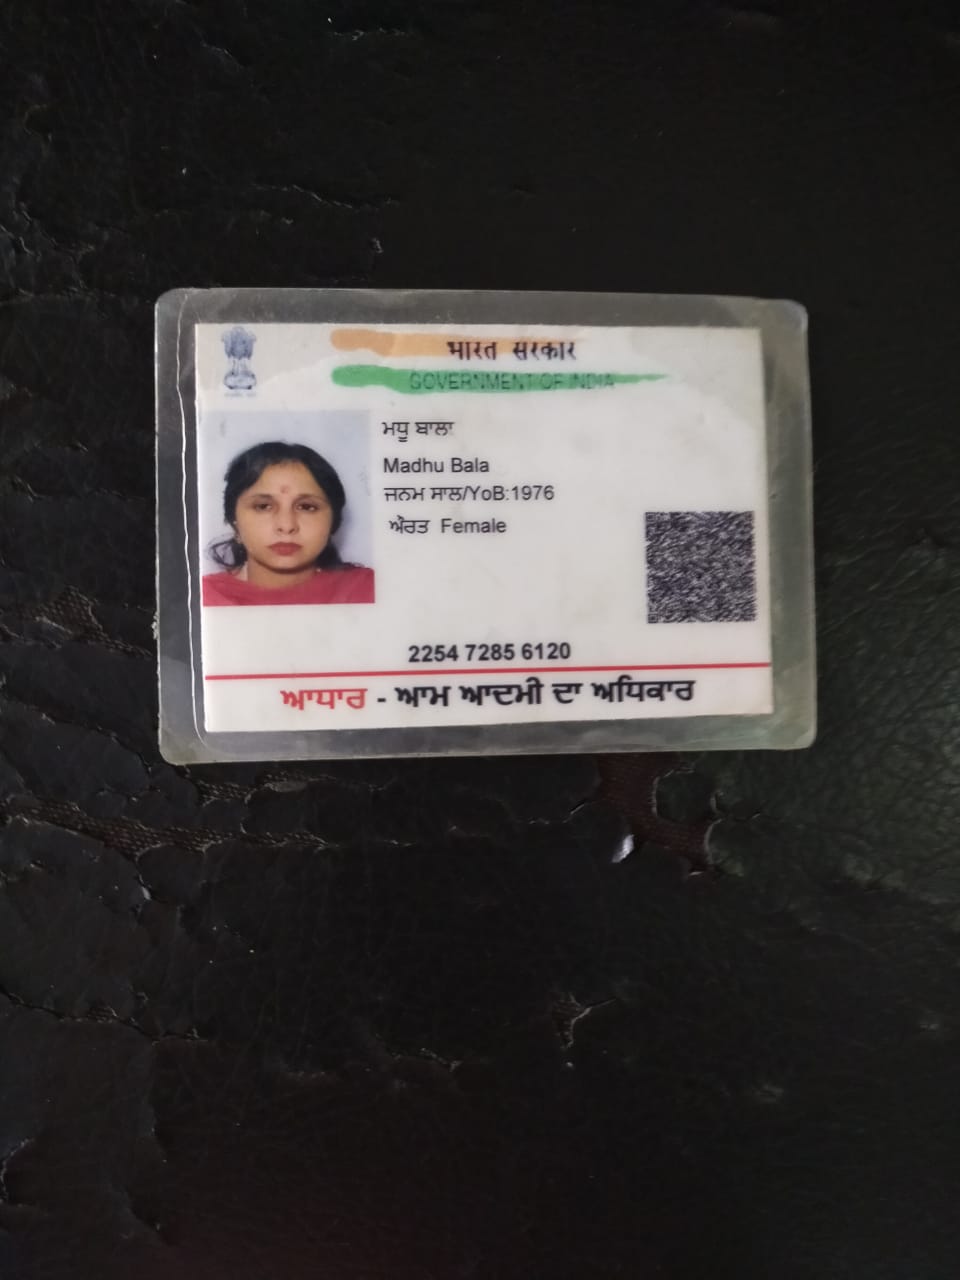 भारत सरकार
GOVERNMENT OF INDIA
ਮਧੂ ਬਾਲਾ
Madhu Bala
ਜਨਮ ਸਾਲ/YoB:1976
ਔਰਤ Female
2254 7285 6120
ਆਧਾਰ - ਆਮ ਆਦਮੀ ਦਾ ਅਧਿਕਾਰ